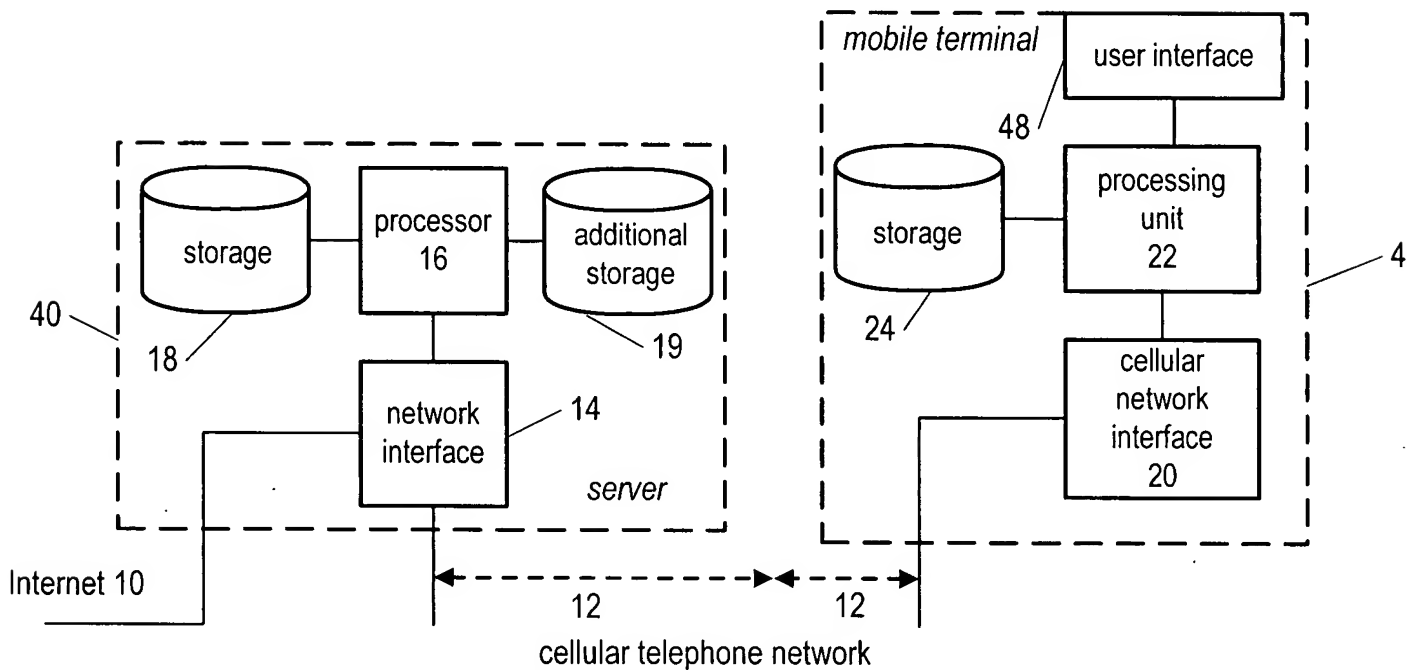 mobile terminal
user interface
48
storage
processor
16
additional
storage
storage
processing
unit
22
4
40
18
19
24
network
interface
14
cellular
network
interface
20
server
Internet 10
12
12
cellular telephone network